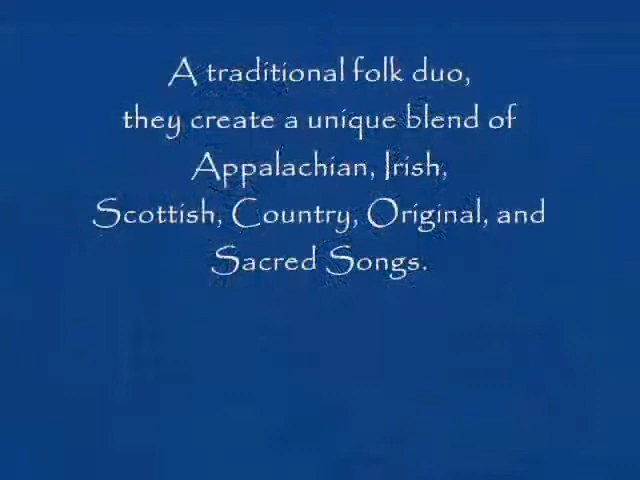 A traditional folk duo,
they create a unique blend of
Appalachian, Irish,
Scottish, Country, Original, and
Sacred Songs.